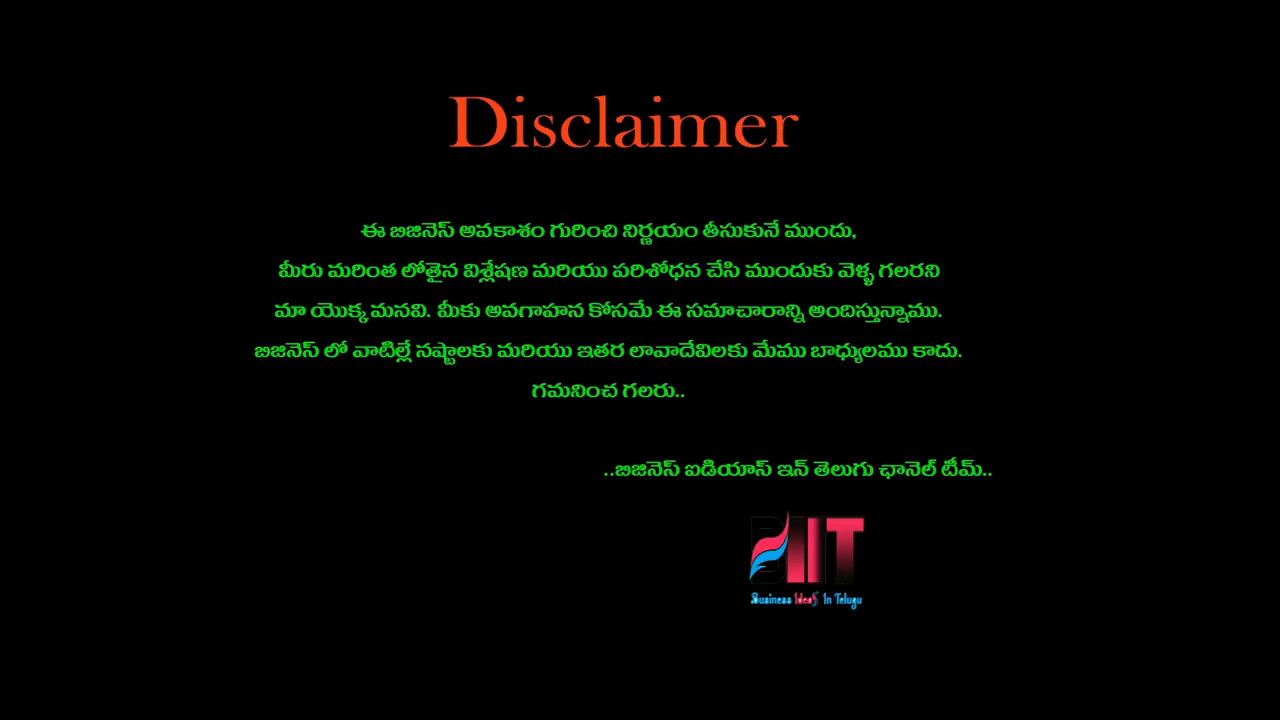 Disclaimer
ఈ బిజినెస్ అవకాశం గురించి నిర్ణయం తీసుకునే ముందు,
మీరు మరింత లోతైన విశ్లేషణ మరియు పరిశోధన చేసి ముందుకు వెళ్ళ గలరని
మా యొక్క మనవి. మీకు అవగాహన కోసమే ఈ సమాచారాన్ని అందిస్తున్నాము.
బిజినెస్ లో వాటిల్లే నష్టాలకు మరియు ఇతర లావాదేవిలకు మేము బాధ్యులము కాదు.
గమనించ గలరు..
..బిజినెస్ ఐడియాస్ ఇన్ తెలుగు ఛానెల్ టీమ్..
BIIT
Business Ideas In Telugu